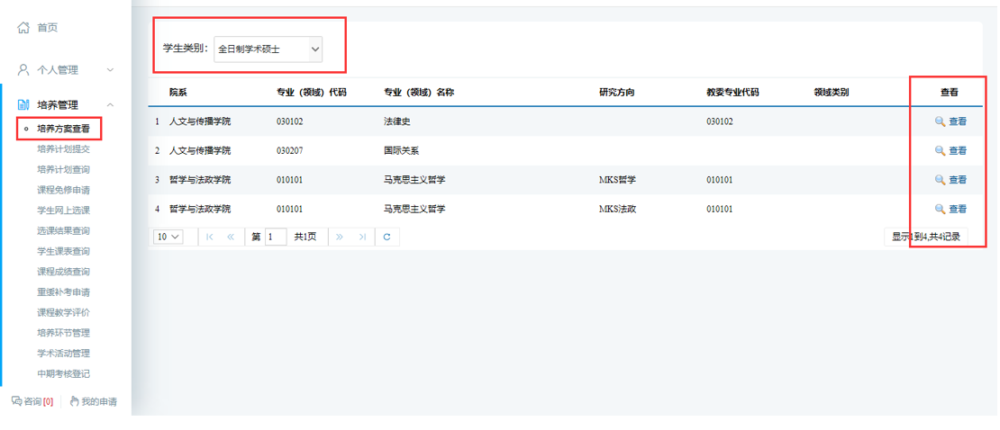 首页
个人管理
培养管理
培养方案查看
培养计划提交
培养计划查询
课程免修申请
学生网上选课
选课结果查询
学生课表查询
课程成绩查询
重缓补考申请
课程教学评价
培养环节管理
学术活动管理
中期考核登记
咨询[0] 我的申请
学生类别： 全日制学术硕士
院系 专业（领域）代码 专业（领域）名称 研究方向 教委专业代码 领域类别 查看
1 人文与传播学院 030102 法律史 030102 查看
2 人文与传播学院 030207 国际关系 查看
3 哲学与法政学院 010101 马克思主义哲学 MKS哲学 010101 查看
4 哲学与法政学院 010101 马克思主义哲学 MKS法政 010101 查看
10 第 1 共1页 显示1到4,共4记录